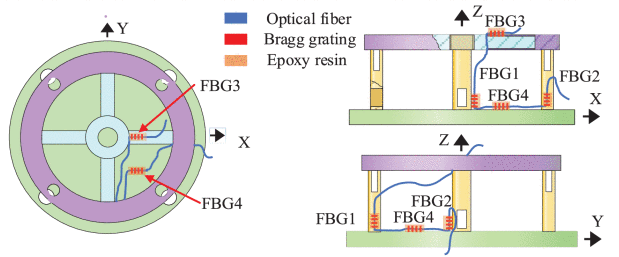 Y
Optical fiber
Bragg grating
Epoxy resin
FBG3
X
FBG4
Z
FBG3
FBG1
FBG2
FBG4
X
Z
FBG2
FBG1
FBG4
Y